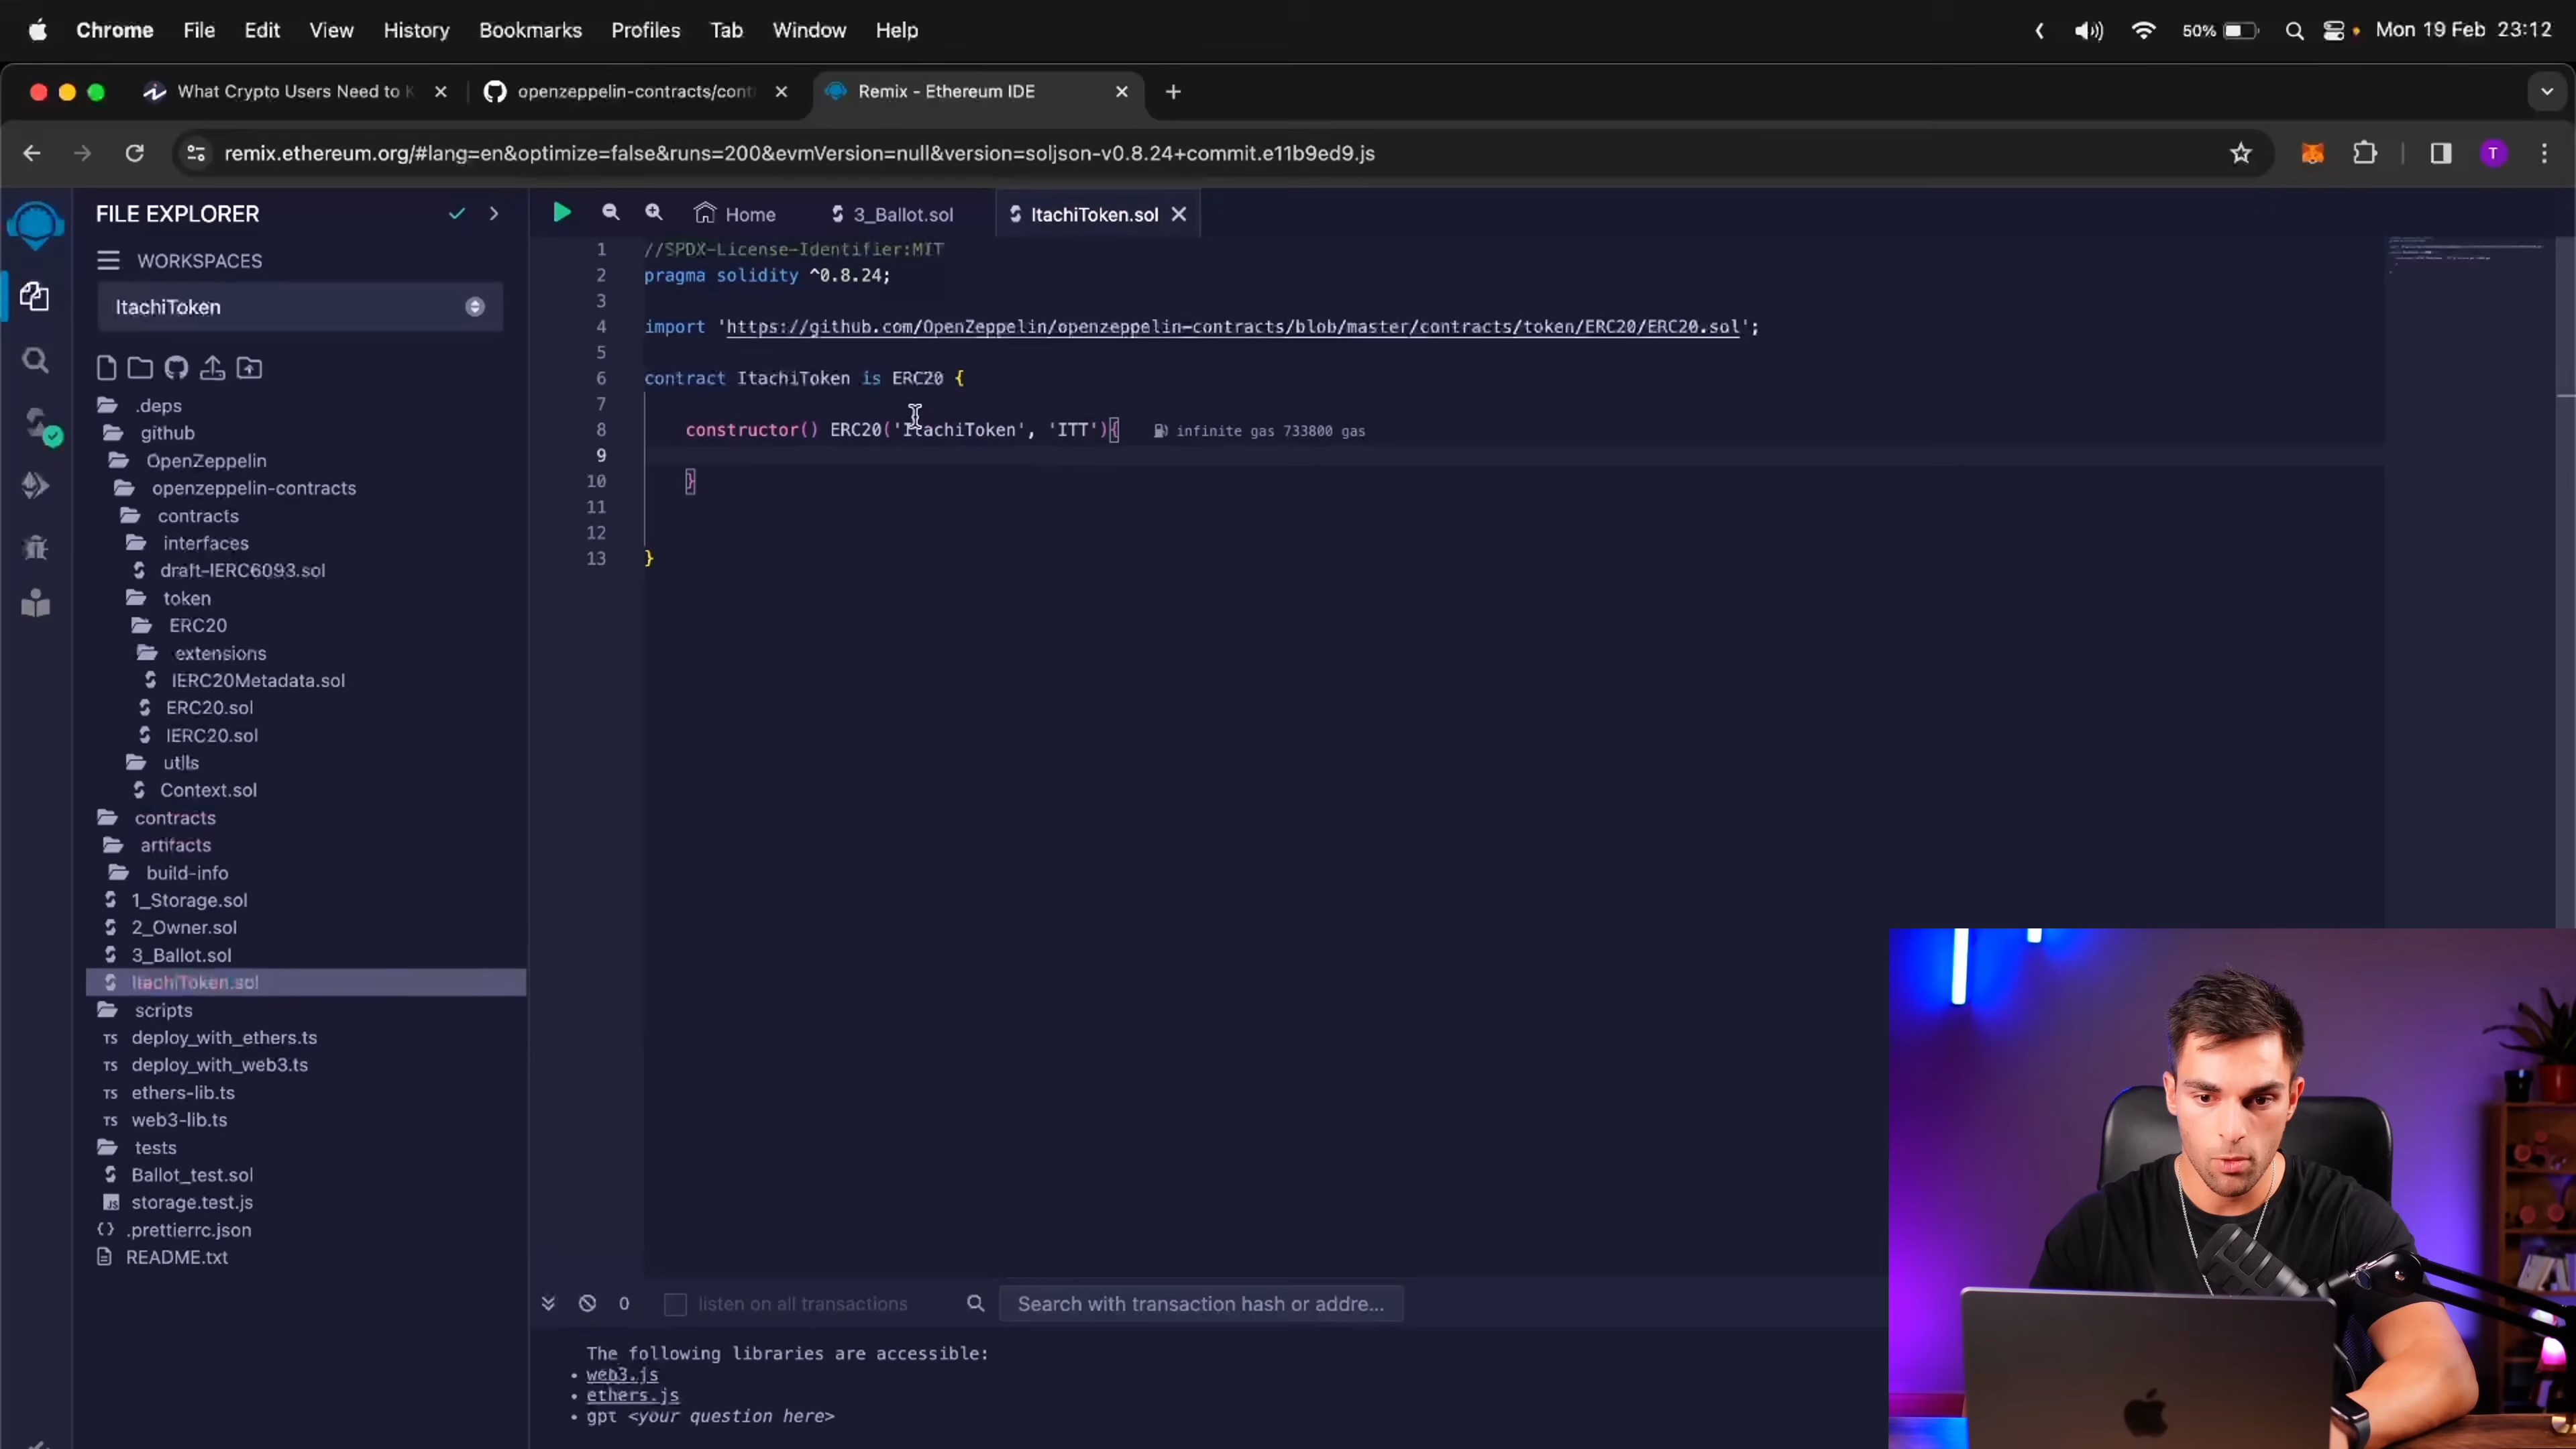 Chrome File Edit View History Bookmarks Profiles Tab Window Help 50% Mon 19 Feb 23:12
What Crypto Users Need to K
openzeppelin-contracts/cont
Remix - Ethereum IDE
remix.ethereum.org/#lang=en&optimize=false&runs=200&evmVersion=null&version=soljson-v0.8.24+commit.e11b9ed9.js
T
FILE EXPLORER
WORKSPACES
ItachiToken
.deps
github
OpenZeppelin
openzeppelin-contracts
contracts
interfaces
draft-IERC6093.sol
token
ERC20
extensions
IERC20Metadata.sol
ERC20.sol
IERC20.sol
utils
Context.sol
contracts
artifacts
build-info
1_Storage.sol
2_Owner.sol
3_Ballot.sol
ItachiToken.sol
scripts
TS deploy_with_ethers.ts
TS deploy_with_web3.ts
TS ethers-lib.ts
TS web3-lib.ts
tests
Ballot_test.sol
JS storage.test.js
{} .prettierrc.json
README.txt
Home 3_Ballot.sol ItachiToken.sol
1 //SPDX-License-Identifier:MIT
2 pragma solidity ^0.8.24;
3
4 import 'https://github.com/OpenZeppelin/openzeppelin-contracts/blob/master/contracts/token/ERC20/ERC20.sol';
5
6 contract ItachiToken is ERC20 {
7
8 constructor() ERC20('ItachiToken', 'ITT'){ infinite gas 733800 gas
9
10 }
11
12
13 }
0 listen on all transactions Search with transaction hash or addre...
The following libraries are accessible:
• web3.js
• ethers.js
• gpt <your question here>